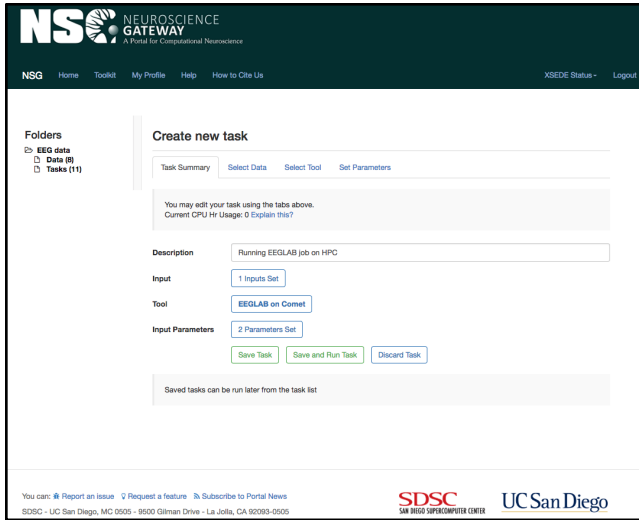 NSG
NEUROSCIENCE
GATEWAY
A Portal for Computational Neuroscience
NSG Home Toolkit My Profile Help How to Cite Us XSEDE Status Logout
Folders
EEG data
Data (8)
Tasks (11)
Create new task
Task Summary Select Data Select Tool Set Parameters
You may edit your task using the tabs above.
Current CPU Hr Usage: 0 Explain this?
Description Running EEGLAB job on HPC
Input 1 Inputs Set
Tool EEGLAB on Comet
Input Parameters 2 Parameters Set
Save Task Save and Run Task Discard Task
Saved tasks can be run later from the task list
You can: Report an issue Request a feature Subscribe to Portal News
SDSC - UC San Diego, MC 0505 - 9500 Gilman Drive - La Jolla, CA 92093-0505
SDSC
SAN DIEGO SUPERCOMPUTER CENTER
UC San Diego